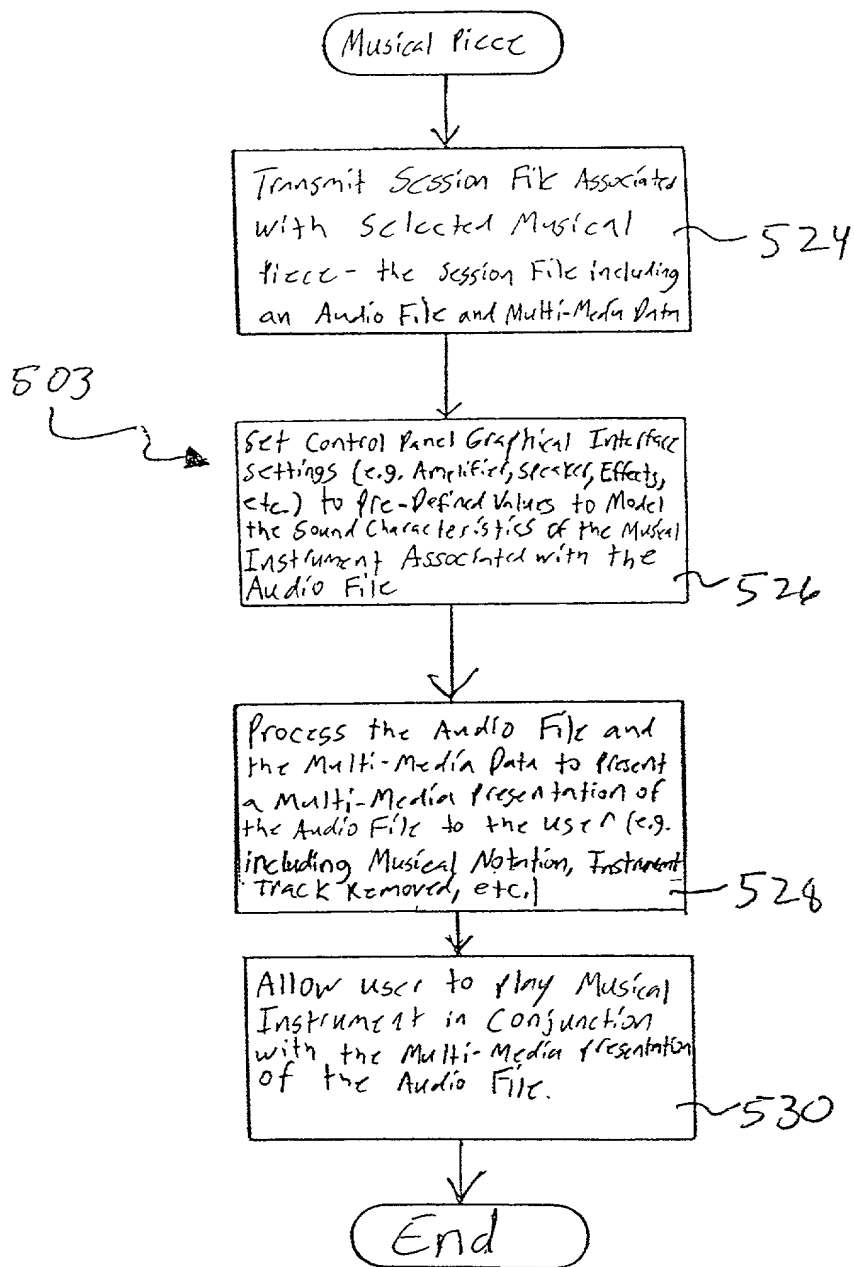 Musical Piece
Transmit Session File Associated
with Selected Musical
Piece - the Session File including
an Audio File and Multi-Media Data
524
503
Set Control Panel Graphical Interface
settings (e.g. Amplifier, Speaker, Effects,
etc.) to Pre-Defined Values to Model
the Sound Characteristics of the Musical
Instrument Associated with the
Audio File
526
Process the Audio File and
the Multi-Media Data to Present
a Multi-Media Presentation of
the Audio File to the user (e.g.
including Musical Notation, Instrument
Track Removed, etc.)
528
Allow user to play Musical
Instrument in Conjunction
with the Multi-Media presentation
of the Audio File.
530
End